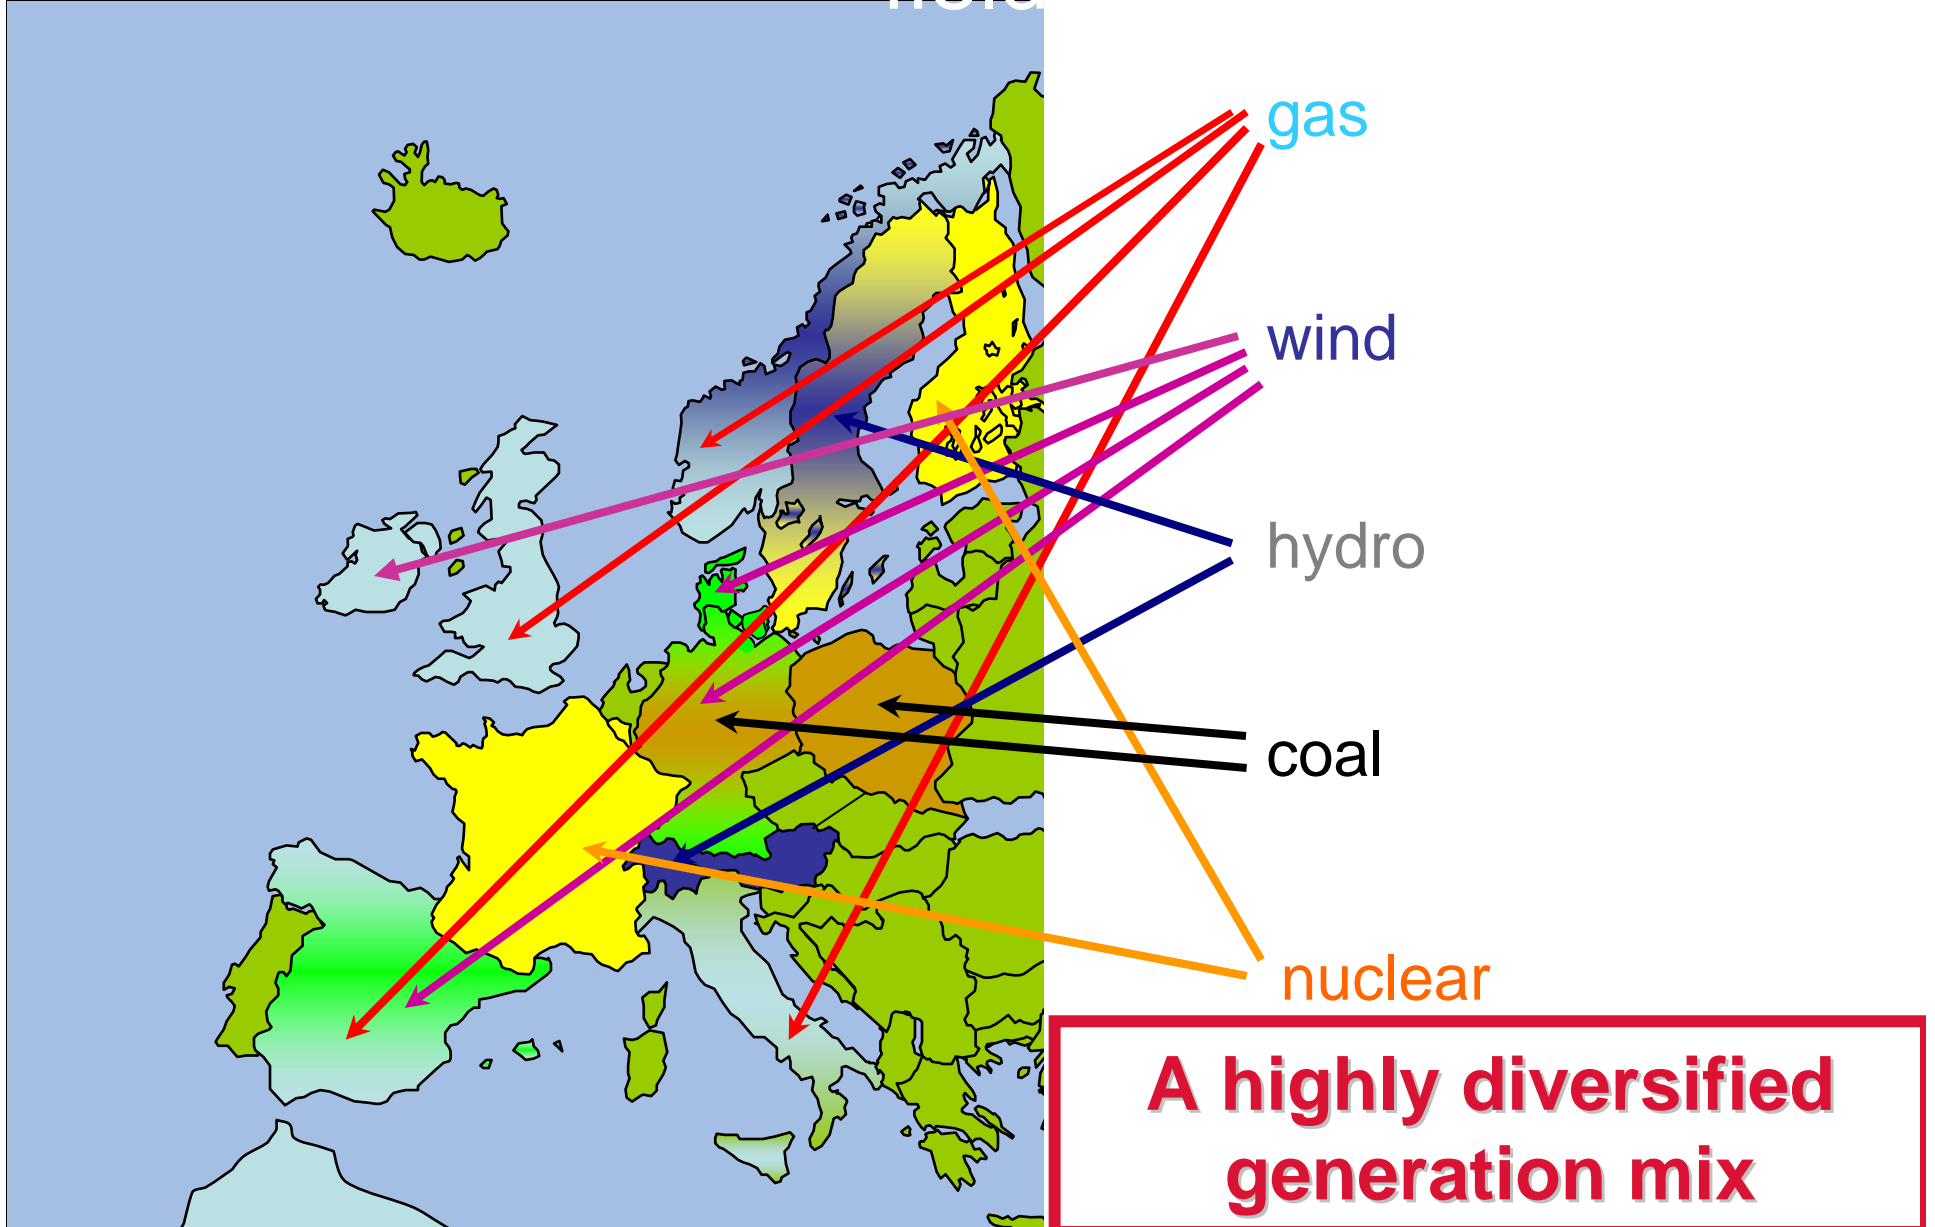 gas
wind
hydro
coal
nuclear
A highly diversified
generation mix